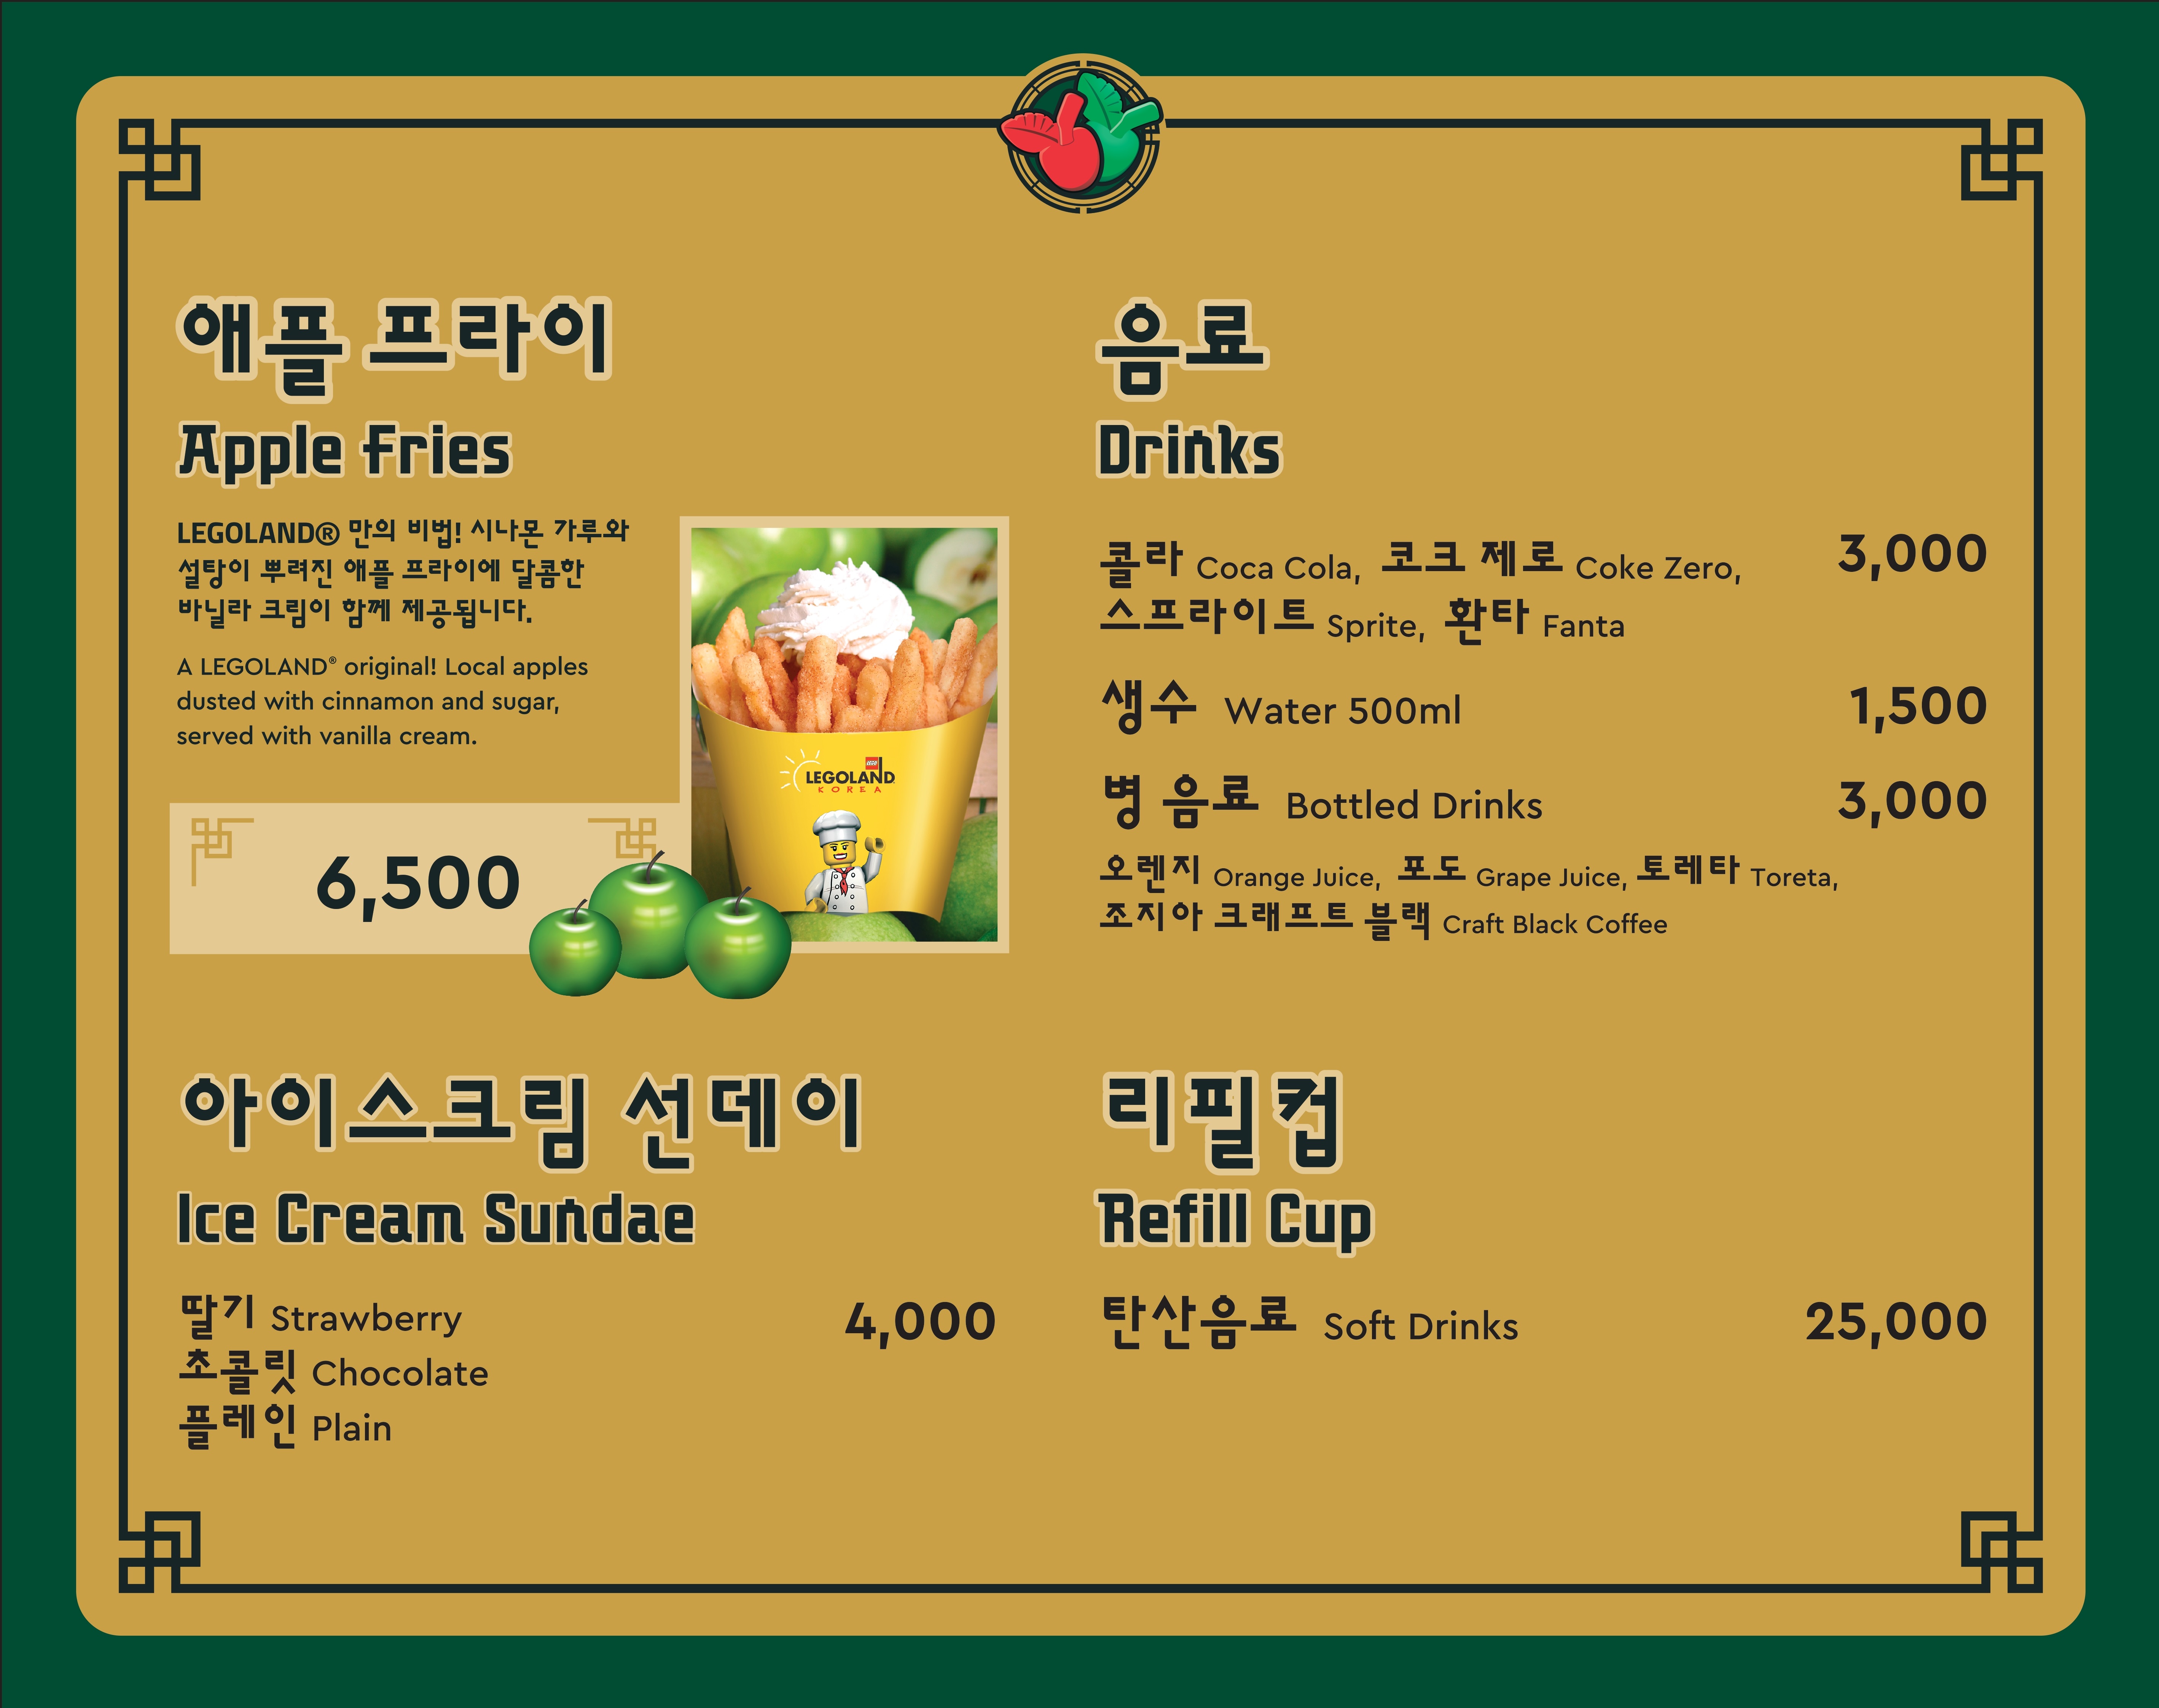 애플 프라이
Apple Fries
LEGOLAND® 만의 비법! 시나몬 가루와
설탕이 뿌려진 애플 프라이에 달콤한
바닐라 크림이 함께 제공됩니다.
A LEGOLAND® original! Local apples
dusted with cinnamon and sugar,
served with vanilla cream.
6,500
LEGO
LEGOLAND
KOREA
아이스크림 선데이
Ice Cream Sundae
딸기 Strawberry 4,000
초콜릿 Chocolate
플레인 Plain
음료
Drinks
콜라 Coca Cola, 코크 제로 Coke Zero, 3,000
스프라이트 Sprite, 환타 Fanta
생수 Water 500ml 1,500
병 음료 Bottled Drinks 3,000
오렌지 Orange Juice, 포도 Grape Juice, 토레타 Toreta,
조지아 크래프트 블랙 Craft Black Coffee
리필컵
Refill Cup
탄산음료 Soft Drinks 25,000